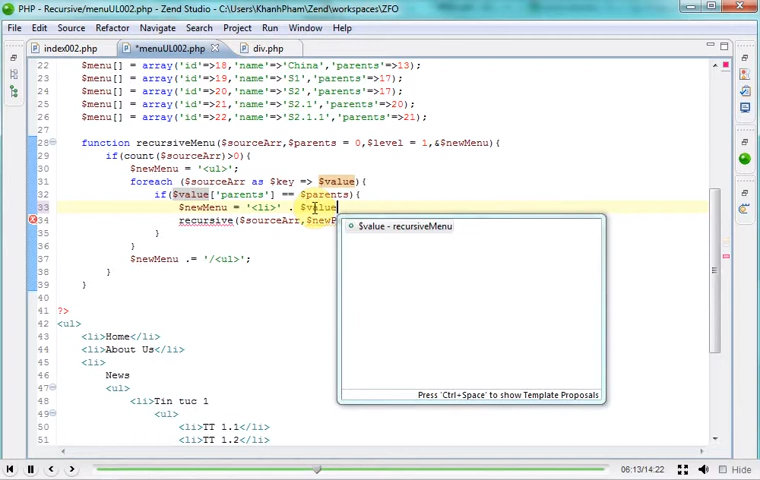 PHP - Recursive/menuUL002.php - Zend Studio - C:\Users\KhanhPham\Zend\workspaces\ZFO
File Edit Source Refactor Navigate Search Project Run Window Help
index002.php *menuUL002.php div.php
22 $menu[] = array('id'=>18,'name'=>'China','parents'=>13);
23 $menu[] = array('id'=>19,'name'=>'S1','parents'=>17);
24 $menu[] = array('id'=>20,'name'=>'S2','parents'=>17);
25 $menu[] = array('id'=>21,'name'=>'S2.1','parents'=>20);
26 $menu[] = array('id'=>22,'name'=>'S2.1.1','parents'=>21);
27
28 function recursiveMenu($sourceArr,$parents = 0,$level = 1,&$newMenu){
29 if(count($sourceArr)>0){
30 $newMenu = '<ul>';
31 foreach ($sourceArr as $key => $value){
32 if($value['parents'] == $parents){
33 $newMenu = '<li>' . $value
34 recursive($sourceArr,$newP
35 }
36 }
37 $newMenu .= '/<ul>';
38 }
39 }
40
41 ?>
42 <ul>
43 <li>Home</li>
44 <li>About Us</li>
45 <li>
46 News
47 <ul>
48 <li>Tin tuc 1
49 <ul>
50 <li>TT 1.1</li>
51 <li>TT 1.2</li>
$value - recursiveMenu
Press 'Ctrl+Space' to show Template Proposals
06:13/14:22 Hide